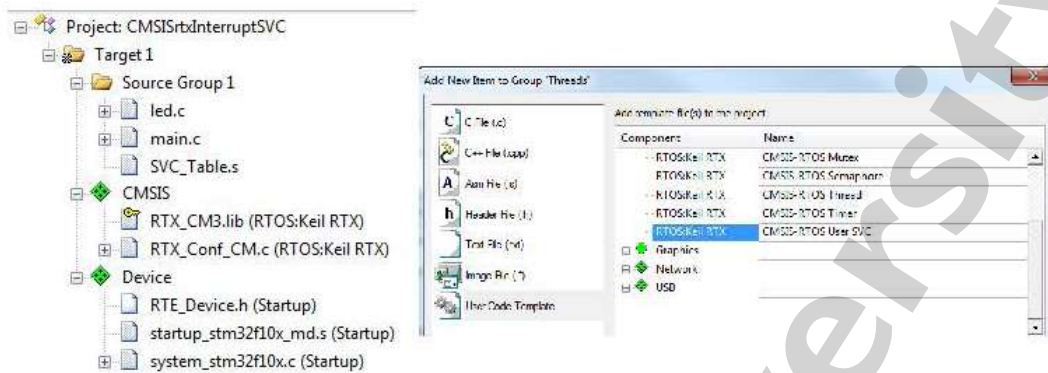 Project: CMSISrtxInterruptSVC
Target 1
Source Group 1
led.c
main.c
SVC_Table.s
CMSIS
RTX_CM3.lib (RTOS:Keil RTX)
RTX_Conf_CM.c (RTOS:Keil RTX)
Device
RTE_Device.h (Startup)
startup_stm32f10x_md.s (Startup)
system_stm32f10x.c (Startup)
Add New Item to Group 'Threads'
C File (.c)
C++ File (.cpp)
Asm File (.s)
Header File (.h)
Text File (.txt)
Image File (.*)
User Code Template
Add template file(s) to the project
Component Name
RTOS:Keil RTX CMSIS-RTOS Mutex
RTOS:Keil RTX CMSIS-RTOS Semaphore
RTOS:Keil RTX CMSIS-RTOS Thread
RTOS:Keil RTX CMSIS-RTOS Timer
RTOS:Keil RTX CMSIS-RTOS User SVC
Graphics
Network
USB
versity